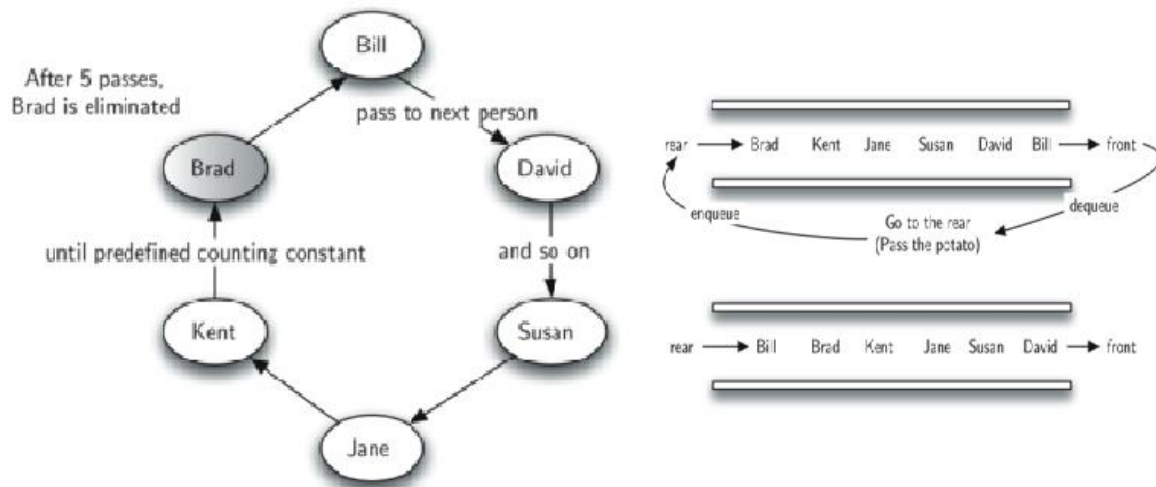 Bill
After 5 passes,
Brad is eliminated
pass to next person
Brad
David
until predefined counting constant
and so on
Kent
Susan
Jane
rear Brad Kent Jane Susan David Bill front
enqueue
dequeue
Go to the rear
(Pass the potato)
rear Bill Brad Kent Jane Susan David front